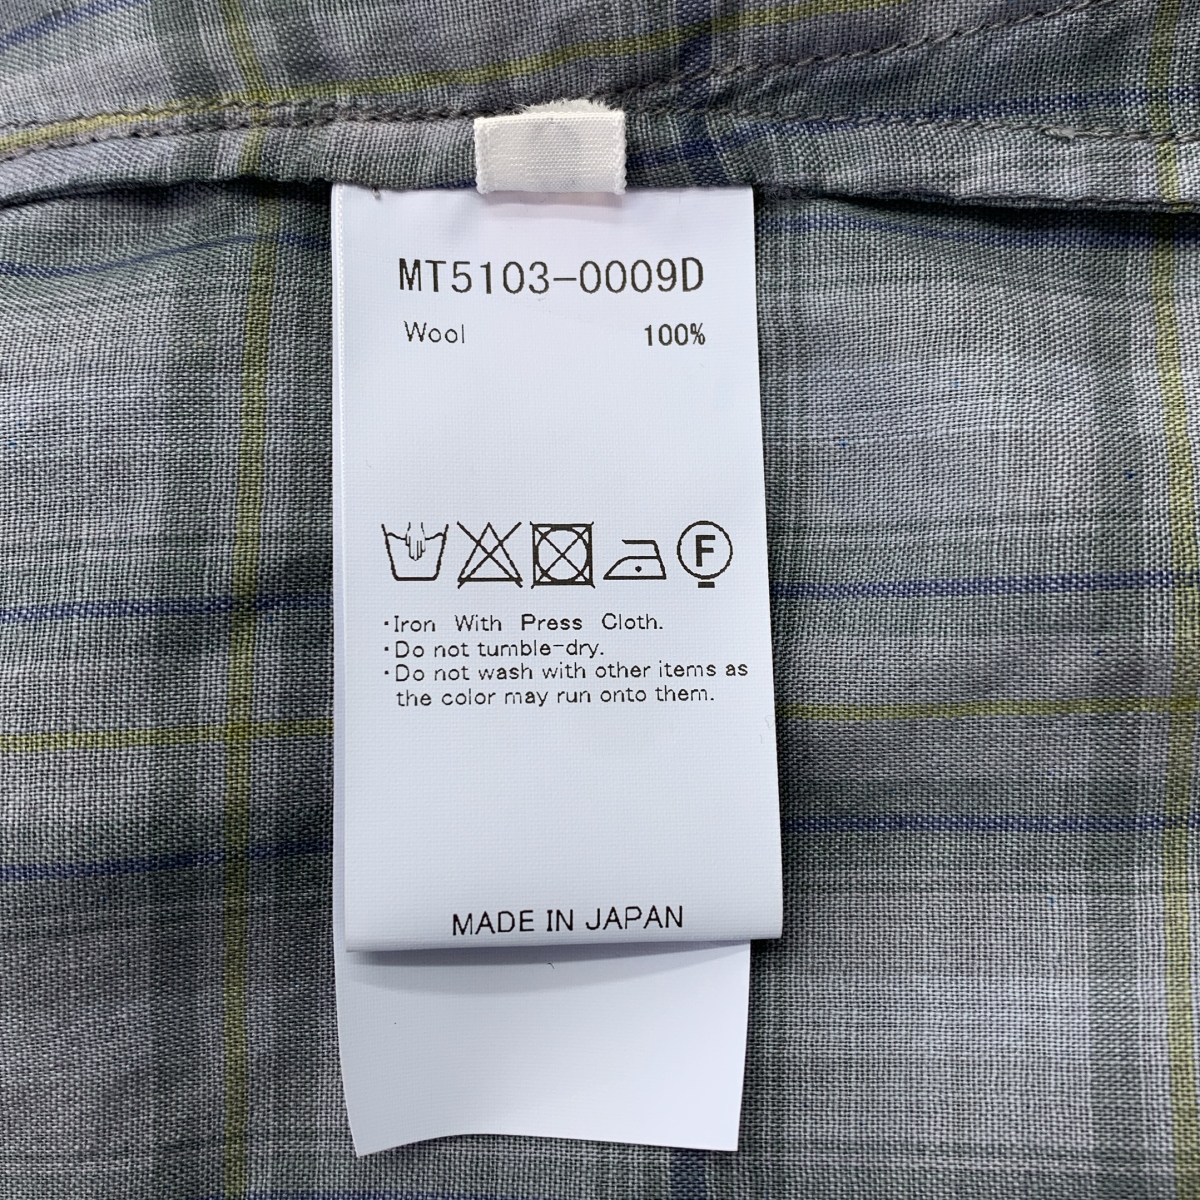 MT5103-0009D
Wool 100%
F
·Iron With Press Cloth.
·Do not tumble-dry.
·Do not wash with other items as
the color may run onto them.
MADE IN JAPAN